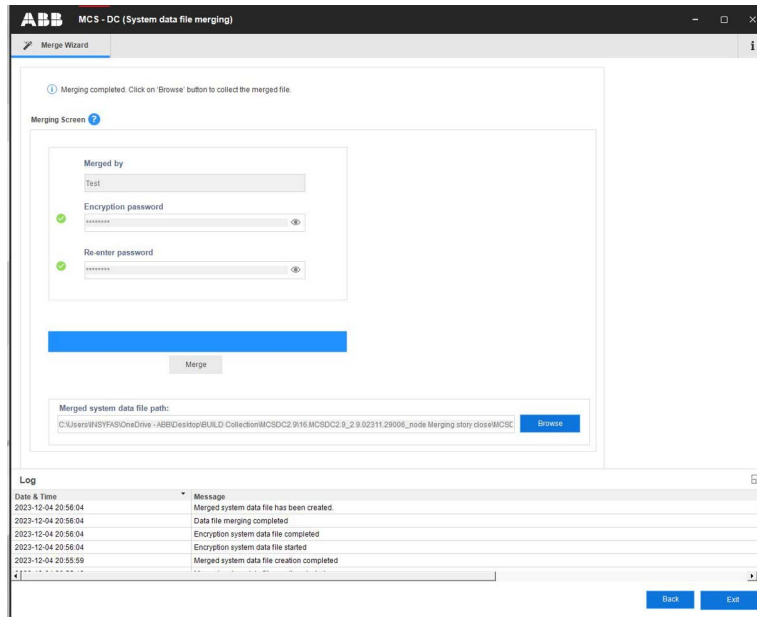 ABB MCS - DC (System data file merging)
Merge Wizard
Merging completed. Click on 'Browse' button to collect the merged file.
Merging Screen ?
Merged by
Test
Encryption password
********
Re-enter password
********
Merge
Merged system data file path:
C:\Users\INSYFAS\OneDrive - ABB\Desktop\BUILD Collection\MCSDC2.9\16.MCSDC2.9_2.9.02311.29006_node Merging story close\MCSD
Browse
Log
Date & Time Message
2023-12-04 20:56:04 Merged system data file has been created.
2023-12-04 20:56:04 Data file merging completed
2023-12-04 20:56:04 Encryption system data file completed
2023-12-04 20:56:04 Encryption system data file started
2023-12-04 20:55:59 Merged system data file creation completed
Back Exit